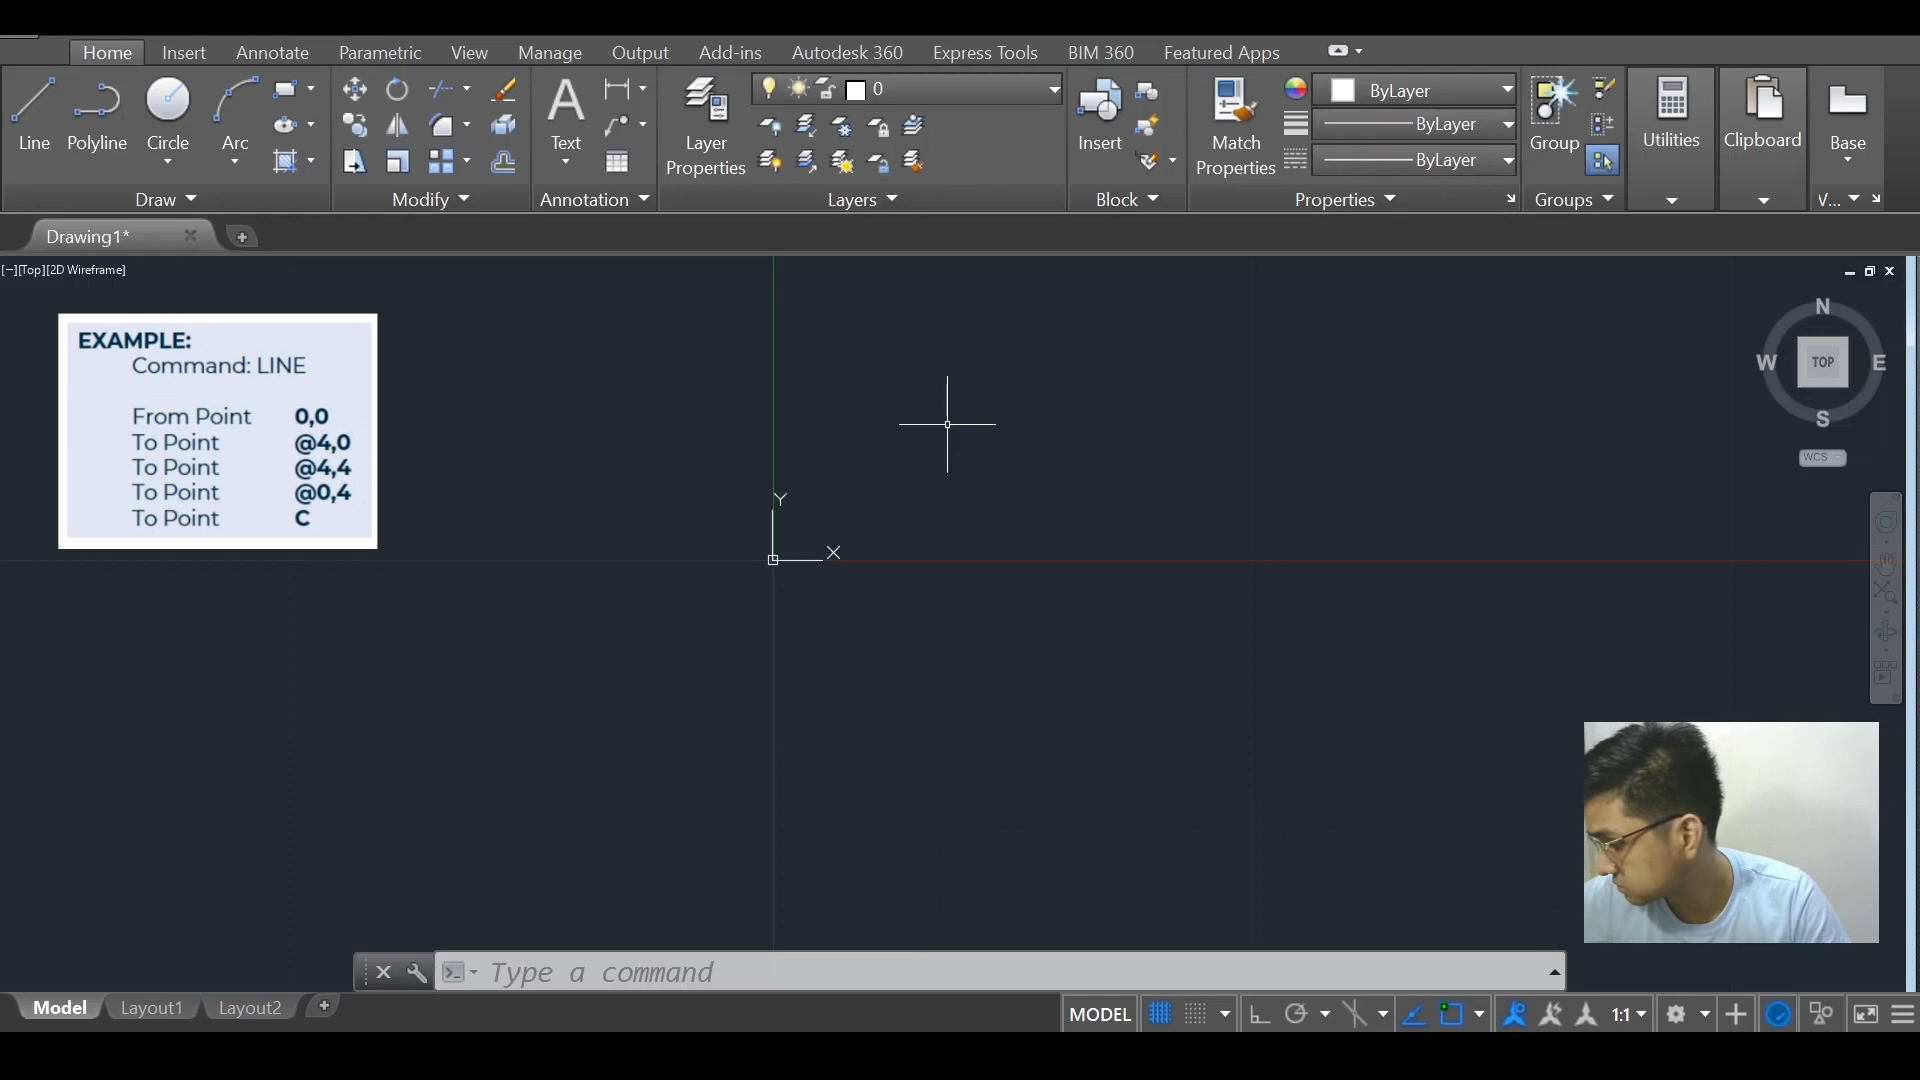 Home Insert Annotate Parametric View Manage Output Add-ins Autodesk 360 Express Tools BIM 360 Featured Apps
Line Polyline Circle Arc
Text
Layer
Properties
0
Insert
Match
Properties
ByLayer
ByLayer
ByLayer
Group
Utilities
Clipboard
Base
Draw Modify Annotation Layers Block Properties Groups V...
Drawing1*
[−][Top][2D Wireframe]
EXAMPLE:
Command: LINE
From Point 0,0
To Point @4,0
To Point @4,4
To Point @0,4
To Point C
N
W TOP E
S
WCS
Y
X
Type a command
Model Layout1 Layout2
MODEL 1:1